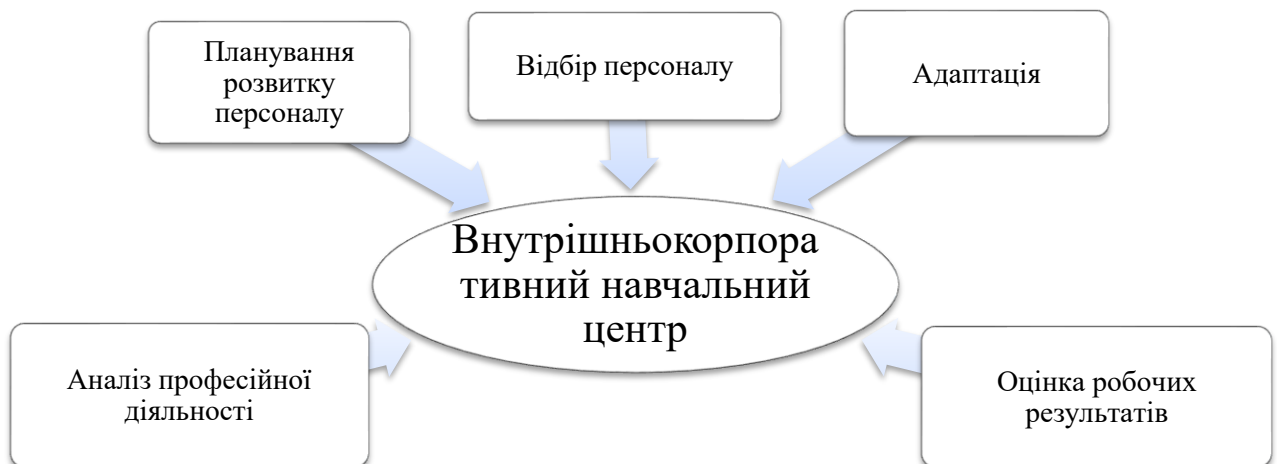 Планування
розвитку
персоналу
Відбір персоналу
Адаптація
Внутрішньокорпора
тивний навчальний
центр
Аналіз професійної
діяльності
Оцінка робочих
результатів